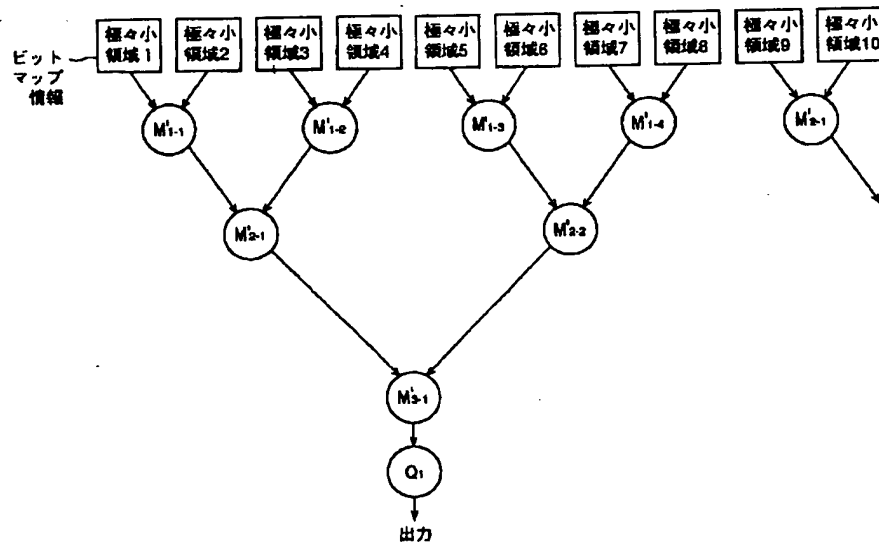 極々小
領域1
極々小
領域2
極々小
領域3
極々小
領域4
極々小
領域5
極々小
領域6
極々小
領域7
極々小
領域8
極々小
領域9
極々小
領域10
ビット
マップ
情報
M'1-1
M'1-2
M'1-3
M'1-4
M'2-1
M'2-1
M'2-2
M'3-1
Q1
出力